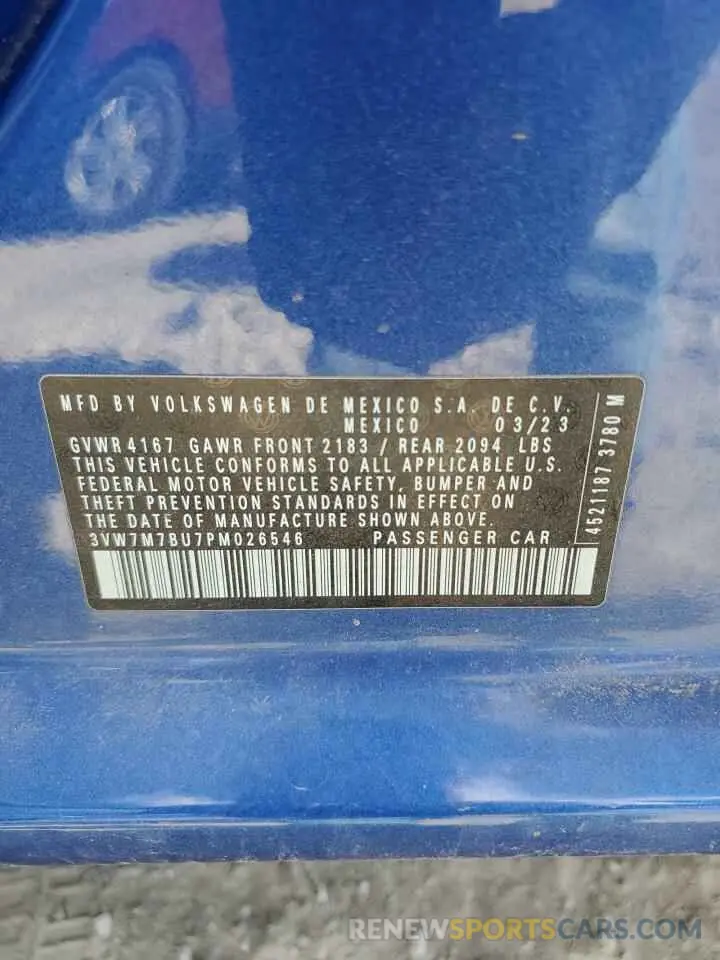 MFD BY VOLKSWAGEN DE MEXICO S.A. DE C.V.
MEXICO 03/23
GVWR4167 GAWR FRONT 2183 / REAR 2094 LBS
THIS VEHICLE CONFORMS TO ALL APPLICABLE U.S.
FEDERAL MOTOR VEHICLE SAFETY, BUMPER AND
THEFT PREVENTION STANDARDS IN EFFECT ON
THE DATE OF MANUFACTURE SHOWN ABOVE.
3VW7M7BU7PM026546 PASSENGER CAR
4521187 3780 M
RENEWSPORTSCARS.COM